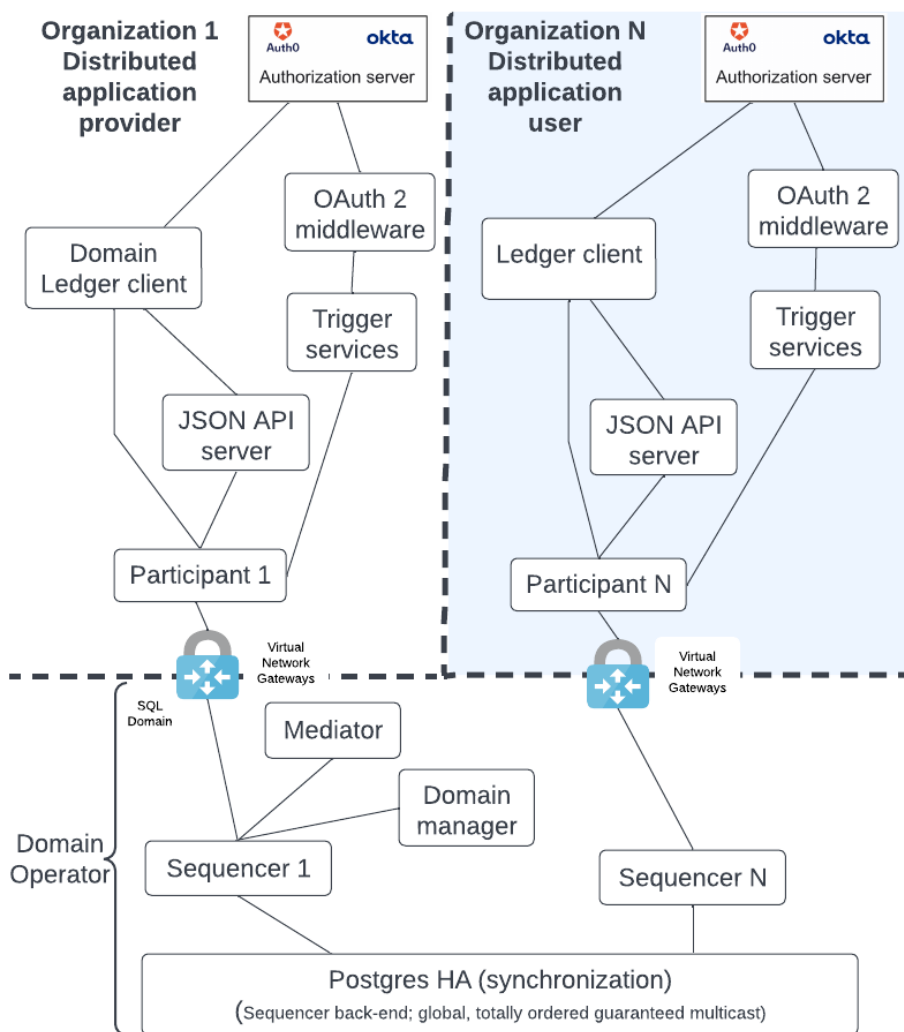 Organization 1
Distributed
application
provider
Auth0
okta
Authorization server
Organization N
Distributed
application
user
Auth0
okta
Authorization server
OAuth 2
middleware
Domain
Ledger client
Trigger
services
JSON API
server
Participant 1
OAuth 2
middleware
Ledger client
Trigger
services
JSON API
server
Participant N
Virtual
Network
Gateways
Virtual
Network
Gateways
SQL
Domain
Mediator
Domain
manager
Domain
Operator
Sequencer 1
Sequencer N
Postgres HA (synchronization)
(Sequencer back-end; global, totally ordered guaranteed multicast)